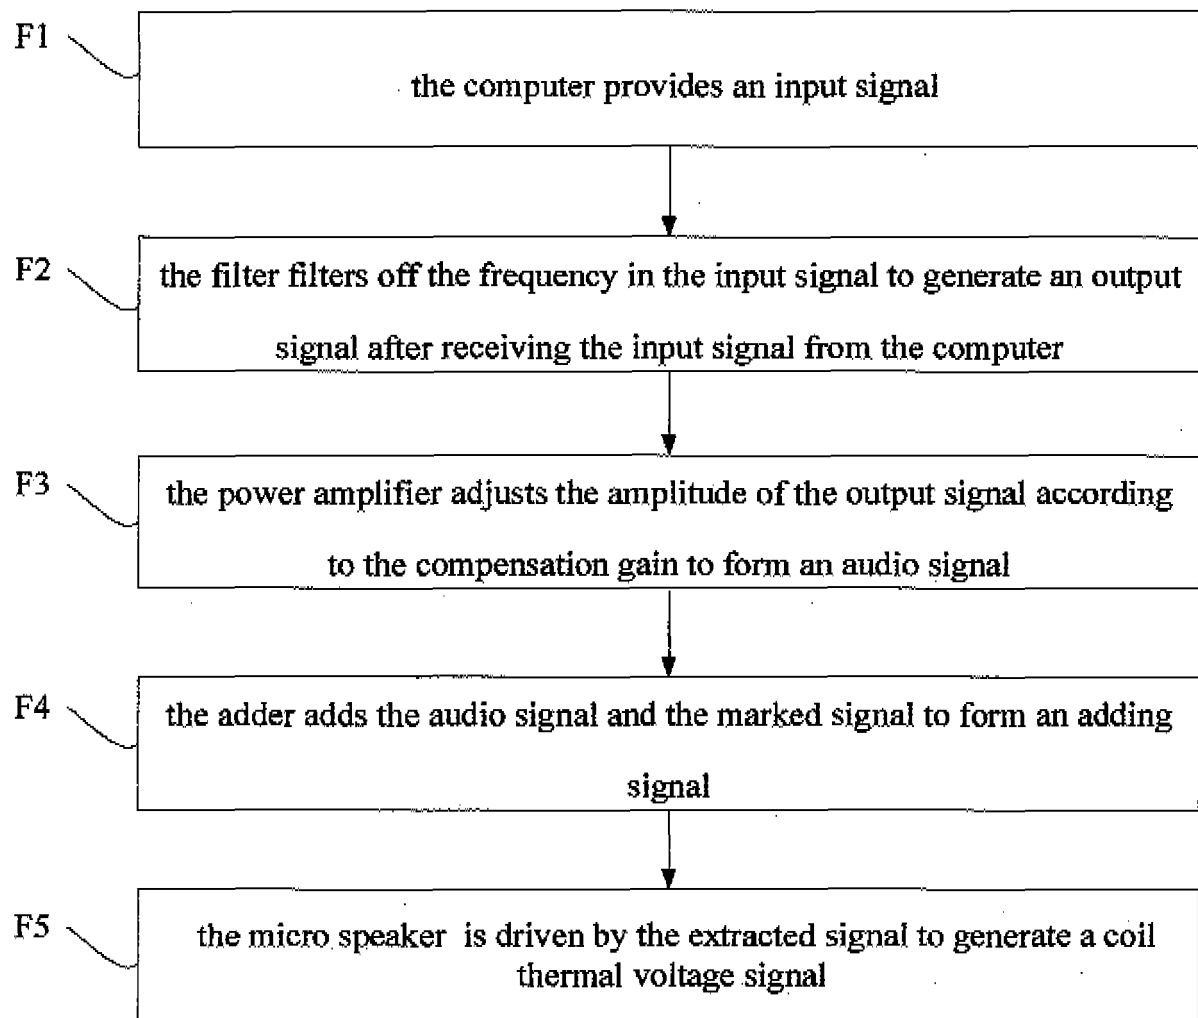 F1
the computer provides an input signal
F2
the filter filters off the frequency in the input signal to generate an output
signal after receiving the input signal from the computer
F3
the power amplifier adjusts the amplitude of the output signal according
to the compensation gain to form an audio signal
F4
the adder adds the audio signal and the marked signal to form an adding
signal
F5
the micro speaker is driven by the extracted signal to generate a coil
thermal voltage signal